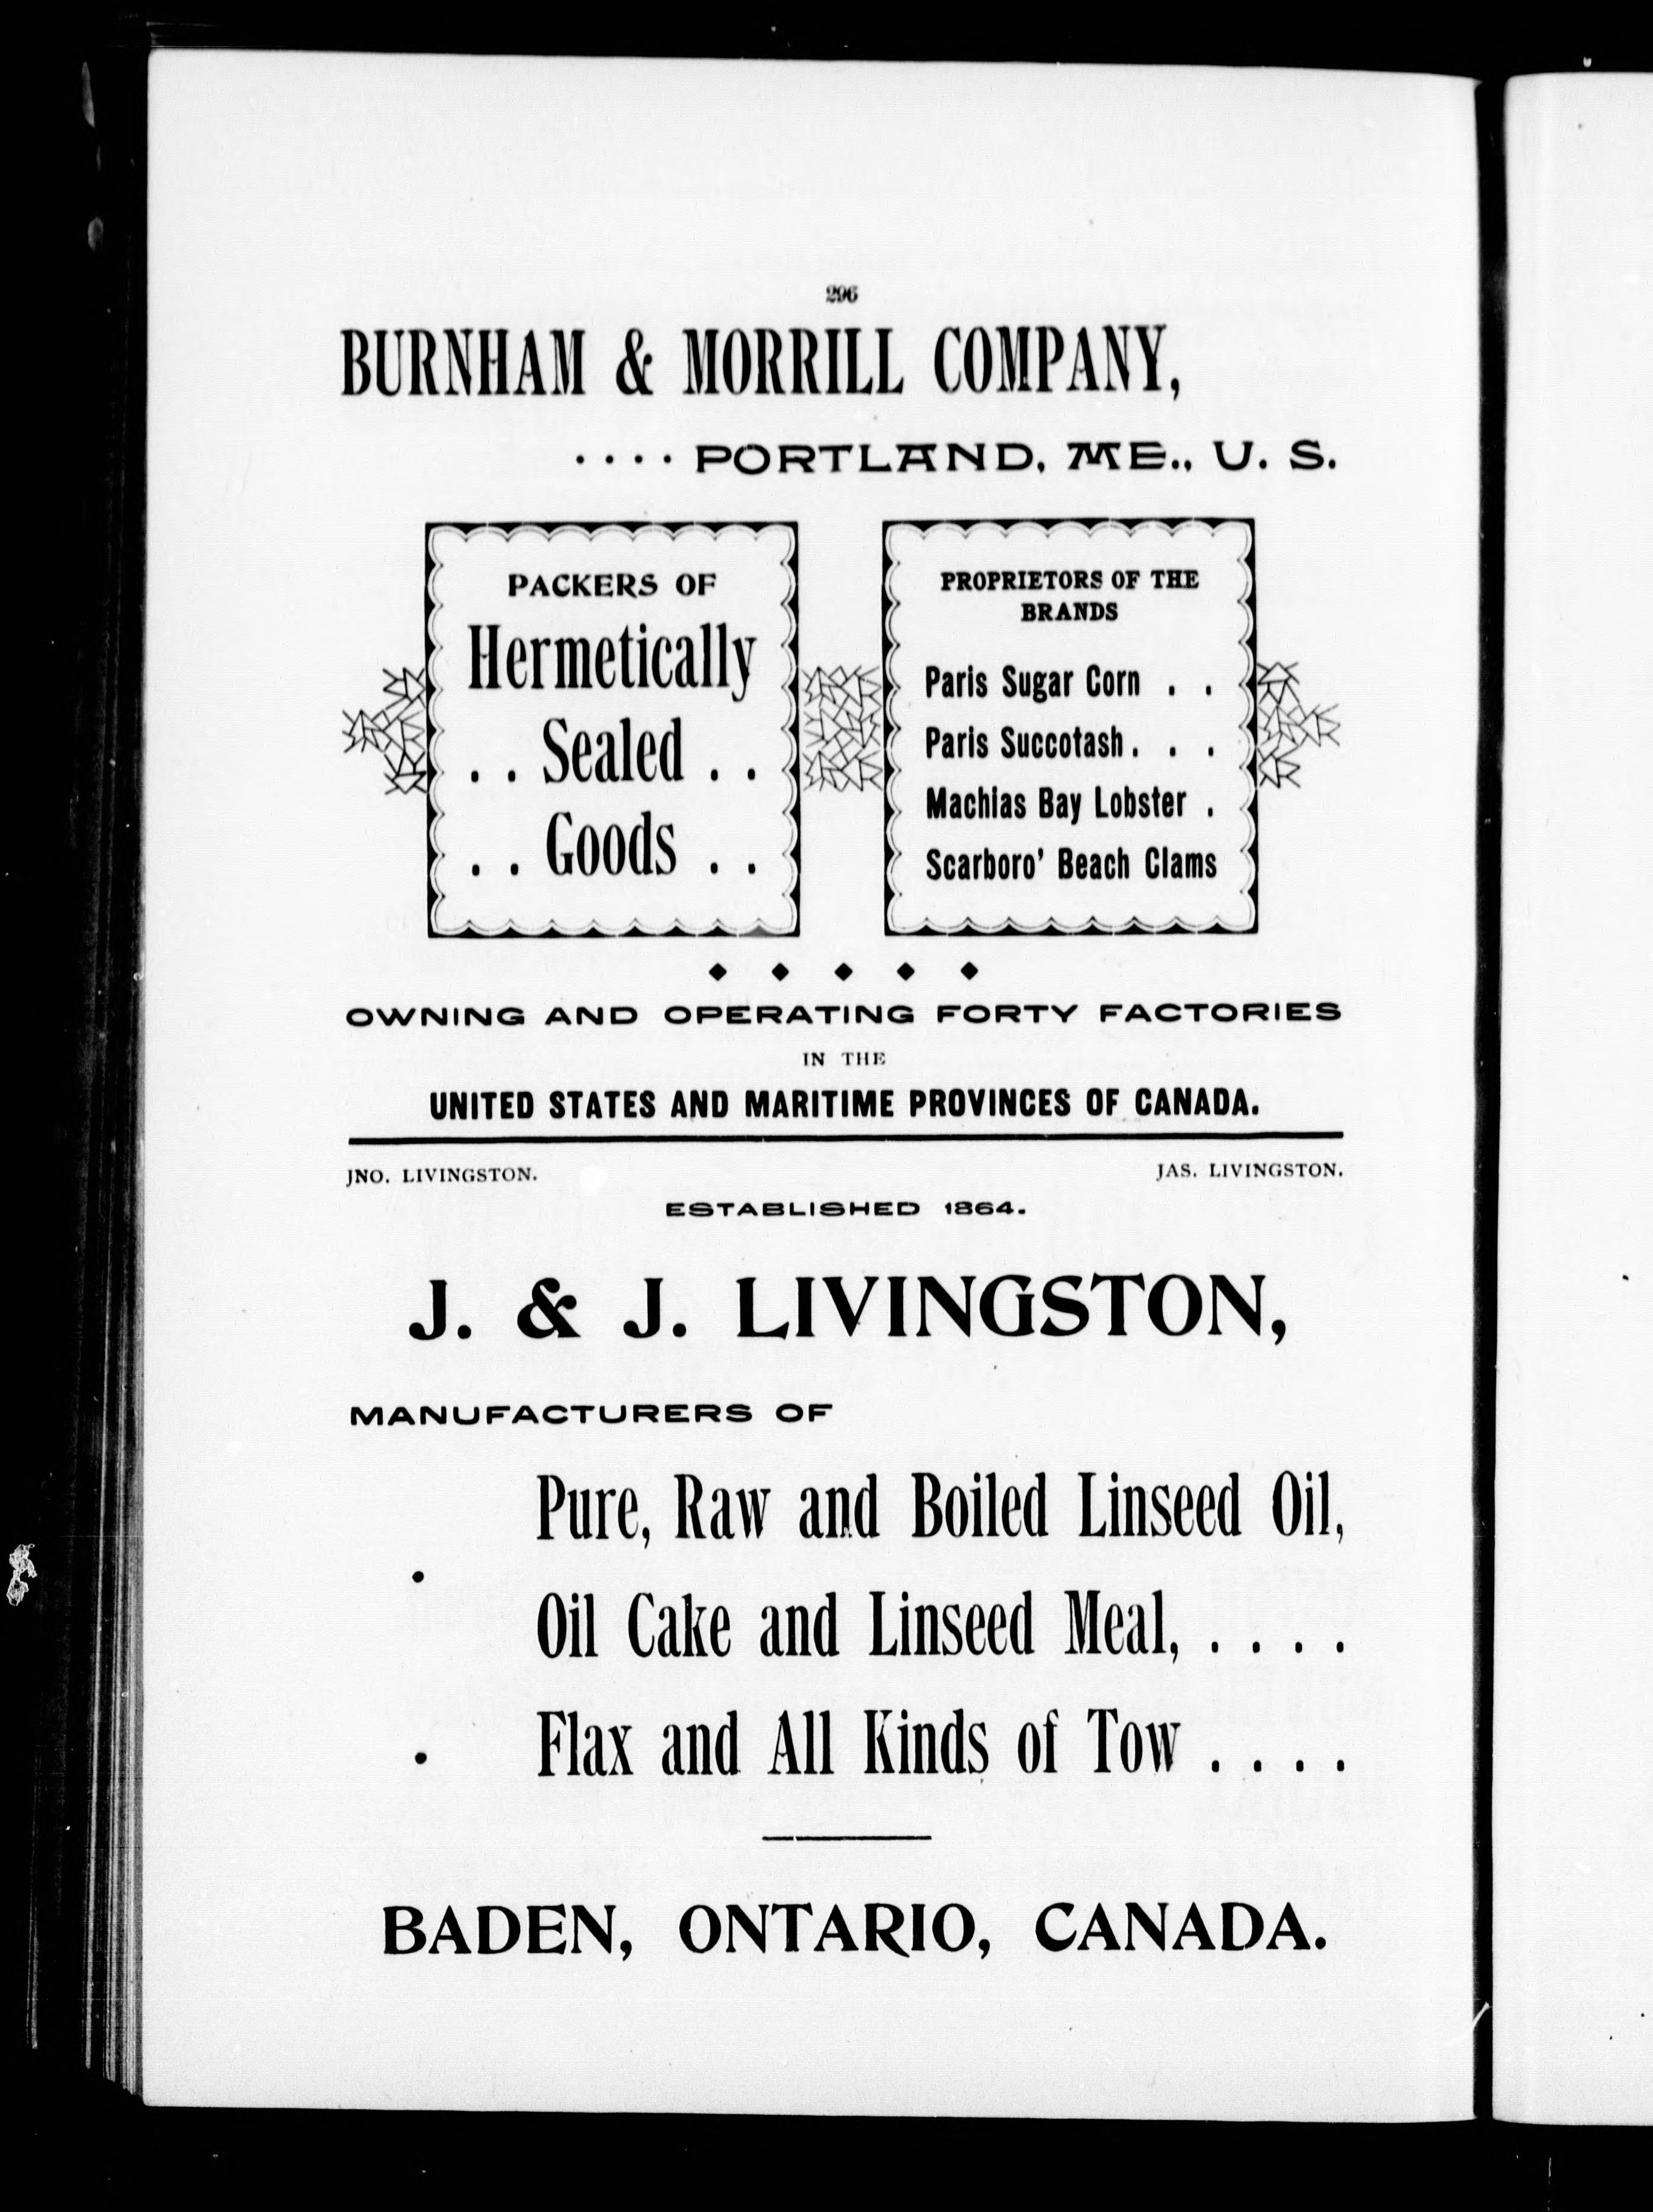 296
BURNHAM & MORRILL COMPANY,
.... PORTLAND, ME., U. S.
PACKERS OF
Hermetically
. . Sealed . .
. . Goods . .
PROPRIETORS OF THE
BRANDS
Paris Sugar Corn . .
Paris Succotash . . .
Machias Bay Lobster .
Scarboro' Beach Clams
OWNING AND OPERATING FORTY FACTORIES
IN THE
UNITED STATES AND MARITIME PROVINCES OF CANADA.
JNO. LIVINGSTON. JAS. LIVINGSTON.
ESTABLISHED 1864.
J. & J. LIVINGSTON,
MANUFACTURERS OF
Pure, Raw and Boiled Linseed Oil,
Oil Cake and Linseed Meal, . . . .
Flax and All Kinds of Tow . . . .
BADEN, ONTARIO, CANADA.